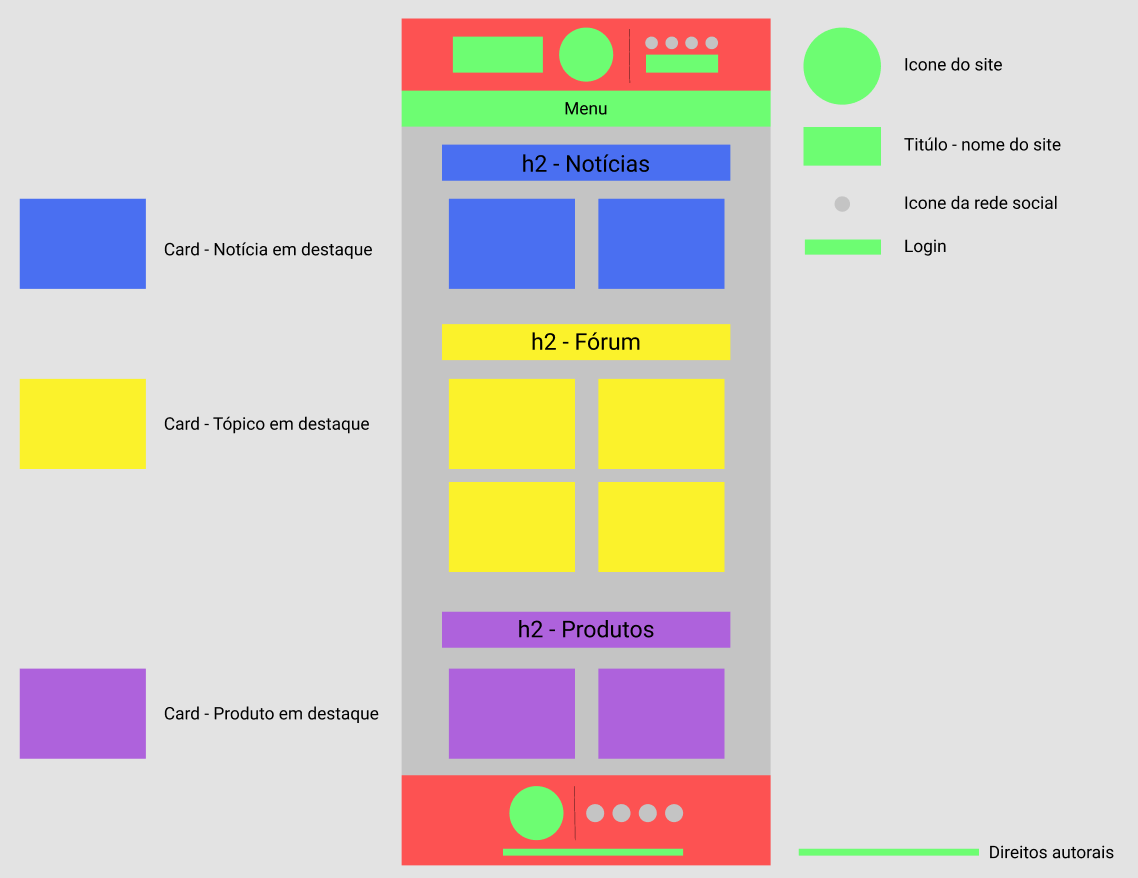 Menu
h2 - Notícias
h2 - Fórum
h2 - Produtos
Card - Notícia em destaque
Card - Tópico em destaque
Card - Produto em destaque
Icone do site
Titúlo - nome do site
Icone da rede social
Login
Direitos autorais